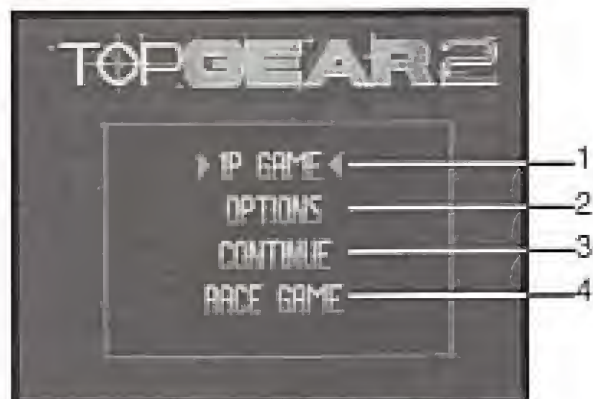 TOP GEAR 2
1P GAME 1
OPTIONS 2
CONTINUE 3
RACE GAME 4